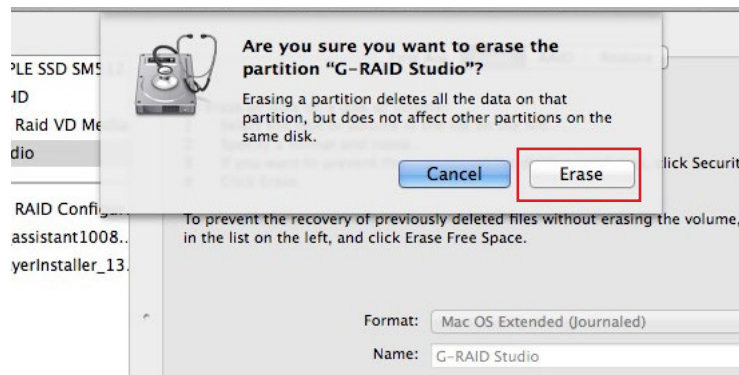 Are you sure you want to erase the
partition “G-RAID Studio”?
PLE SSD SM512
HD
Erasing a partition deletes all the data on that
Raid VD Me
partition, but does not affect other partitions on the
same disk.
dio
Cancel
Erase
click Securit
RAID Config
To prevent the recovery of previously deleted files without erasing the volume,
assistant1008..
in the list on the left, and click Erase Free Space.
yerInstaller_13.
Format:
Mac OS Extended (Journaled)
Name:
G-RAID Studio